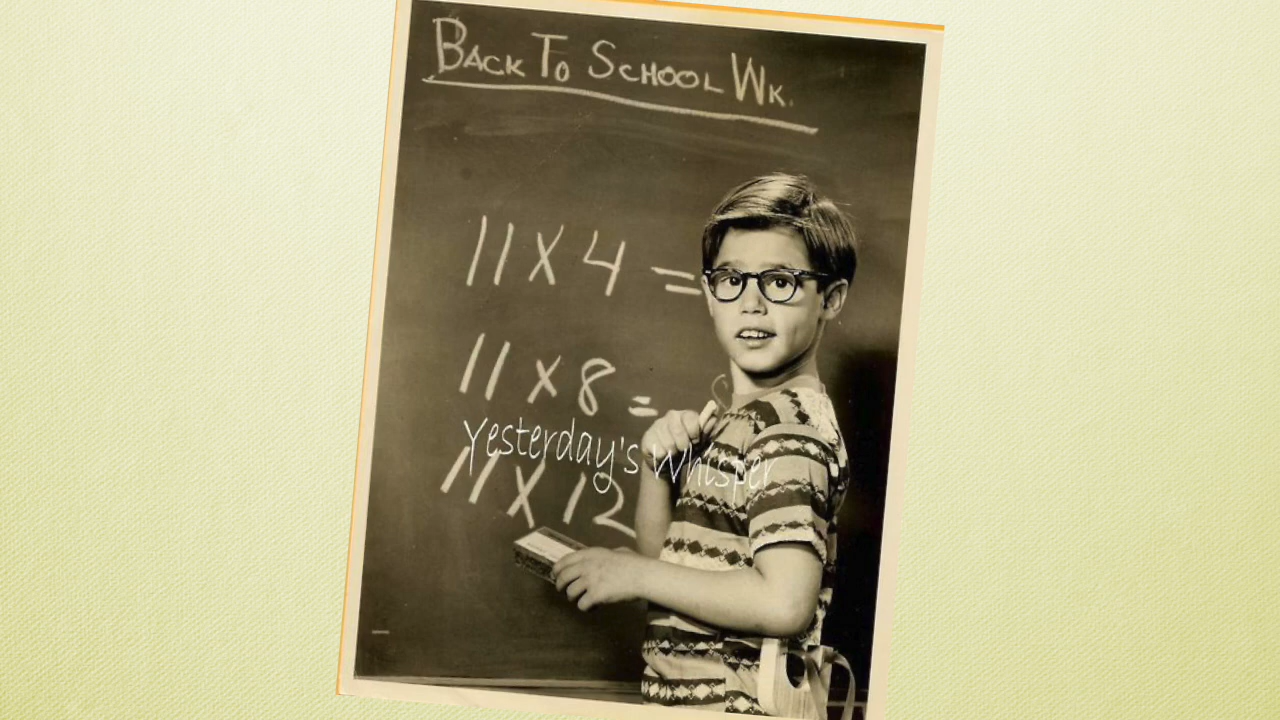 BACK TO SCHOOL WK.
11 X 4 =
11 X 8 =
Yesterday's Whisper
11 X 12